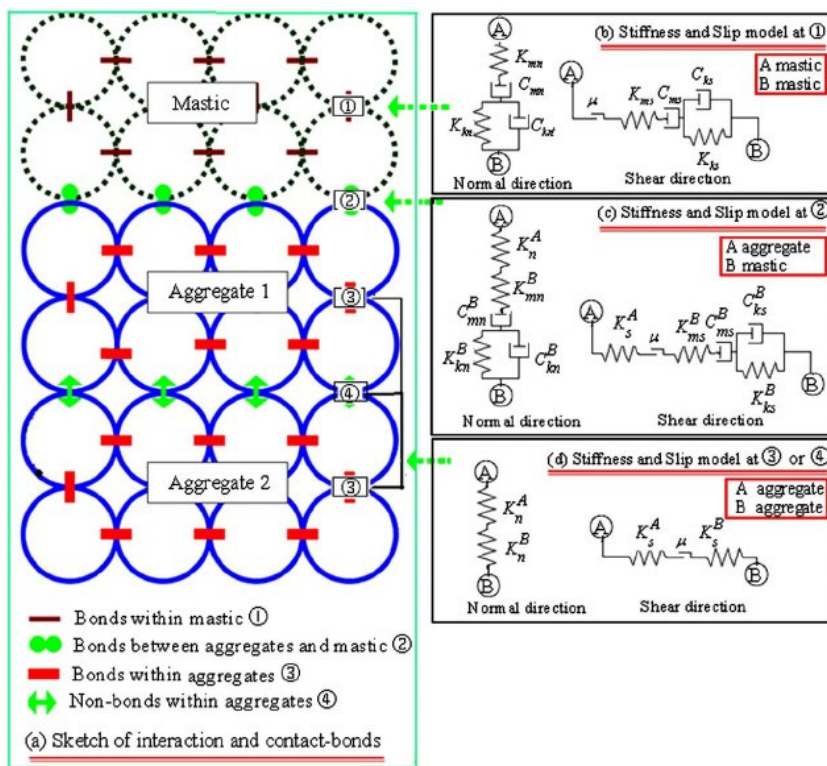 Mastic
①
②
Aggregate 1
③
④
Aggregate 2
③
Bonds within mastic ①
Bonds between aggregates and mastic ②
Bonds within aggregates ③
Non-bonds within aggregates ④
(a) Sketch of interaction and contact-bonds
(b) Stiffness and Slip model at ①
A mastic
B mastic
A
K_mn
C_mn
K_kn
C_kt
B
Normal direction
A
μ
K_ms
C_ms
C_ks
K_ks
B
Shear direction
(c) Stiffness and Slip model at ②
A aggregate
B mastic
A
K_n^A
K_mn^B
C_mn^B
K_kn^B
C_kn^B
B
Normal direction
A
K_s^A
μ
K_ms^B
C_ms^B
C_ks^B
K_ks^B
B
Shear direction
(d) Stiffness and Slip model at ③ or ④
A aggregate
B aggregate
A
K_n^A
K_n^B
B
Normal direction
A
K_s^A
μ
K_s^B
B
Shear direction